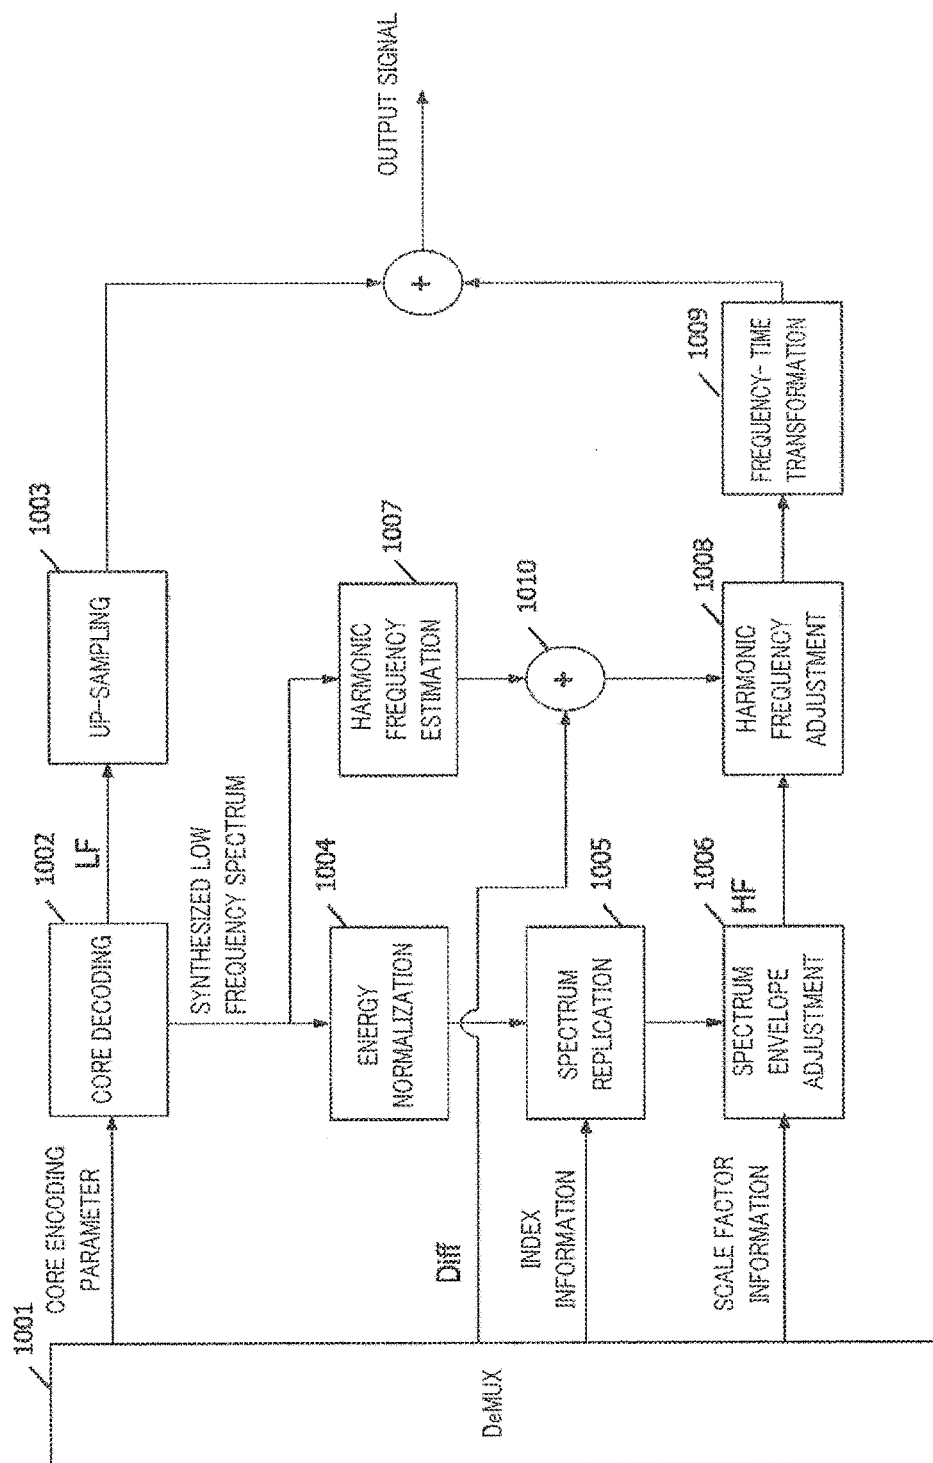 1001
DeMUX
CORE ENCODING
PARAMETER
Diff
INDEX
INFORMATION
SCALE FACTOR
INFORMATION
1002
CORE DECODING
LF
SYNTHESIZED LOW
FREQUENCY SPECTRUM
1003
UP-SAMPLING
1004
ENERGY
NORMALIZATION
1005
SPECTRUM
REPLICATION
1006
SPECTRUM
ENVELOPE
ADJUSTMENT
HF
1007
HARMONIC
FREQUENCY
ESTIMATION
1010
+
1008
HARMONIC
FREQUENCY
ADJUSTMENT
1009
FREQUENCY-TIME
TRANSFORMATION
+
OUTPUT SIGNAL